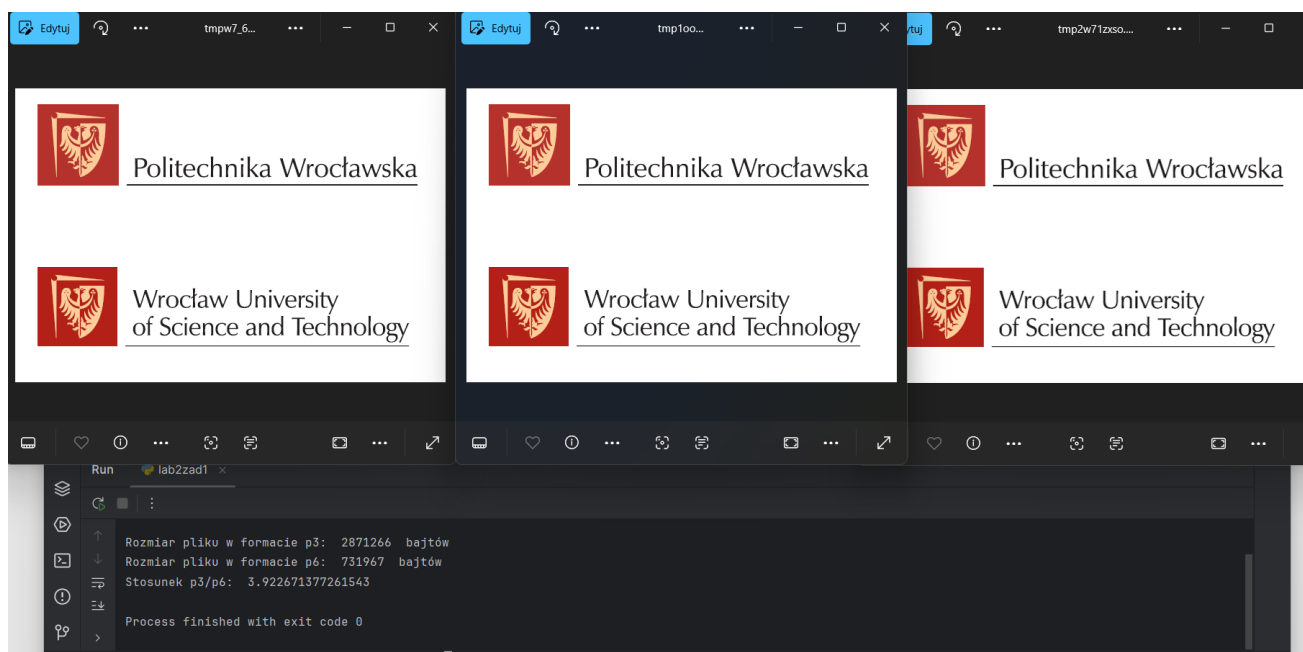 Edytuj
tmpw7_6...
Edytuj
tmp1oo...
ytuj
tmp2w71zxso....
Politechnika Wrocławska
Wrocław University
of Science and Technology
Politechnika Wrocławska
Wrocław University
of Science and Technology
Politechnika Wrocławska
Wrocław University
of Science and Technology
Run
lab2zad1
Rozmiar pliku w formacie p3: 2871266 bajtów
Rozmiar pliku w formacie p6: 731967 bajtów
Stosunek p3/p6: 3.922671377261543
Process finished with exit code 0